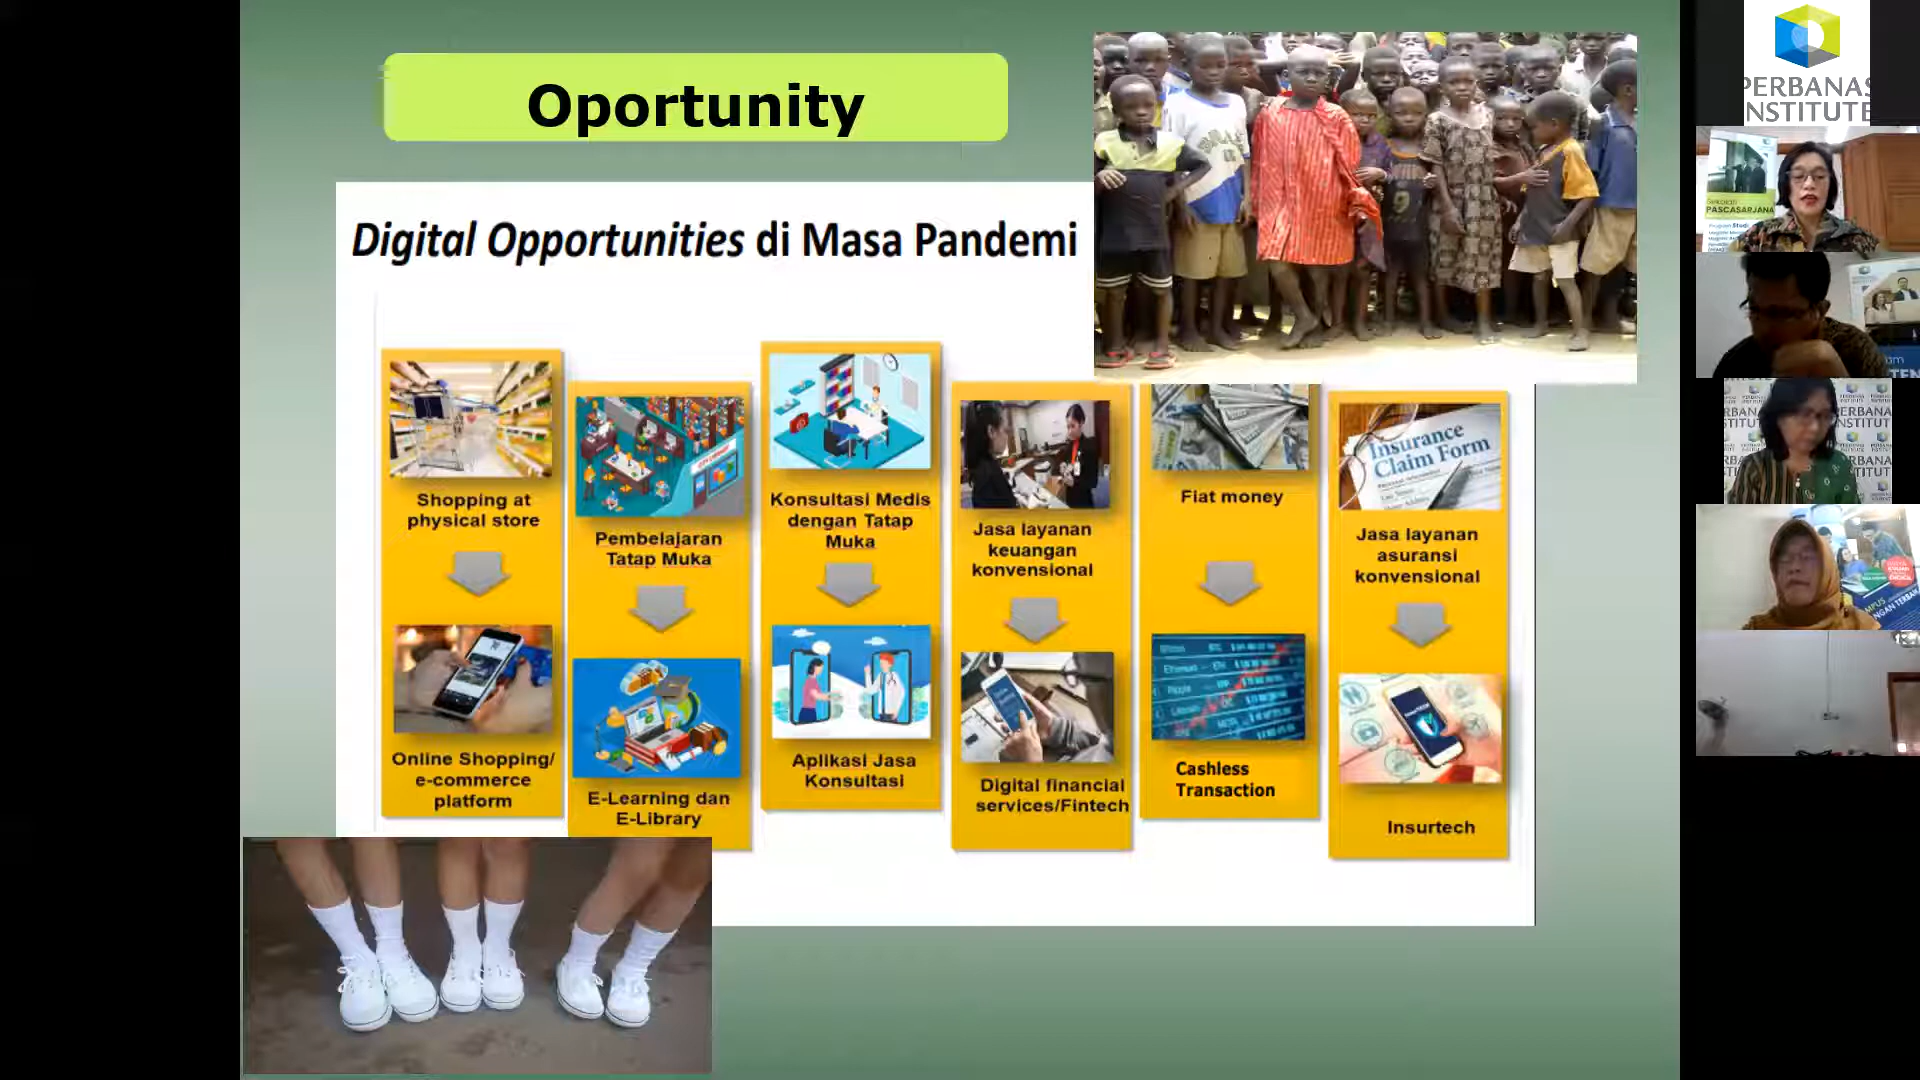 Oportunity
Digital Opportunities di Masa Pandemi
Shopping at
physical store
Online Shopping/
e-commerce
platform
Pembelajaran
Tatap Muka
E-Learning dan
E-Library
Konsultasi Medis
dengan Tatap
Muka
Aplikasi Jasa
Konsultasi
Jasa layanan
keuangan
konvensional
Digital financial
services/Fintech
Fiat money
Cashless
Transaction
Insurance
Claim Form
Jasa layanan
asuransi
konvensional
Insurtech
PERBANAS
INSTITUTE
PASCASARJANA